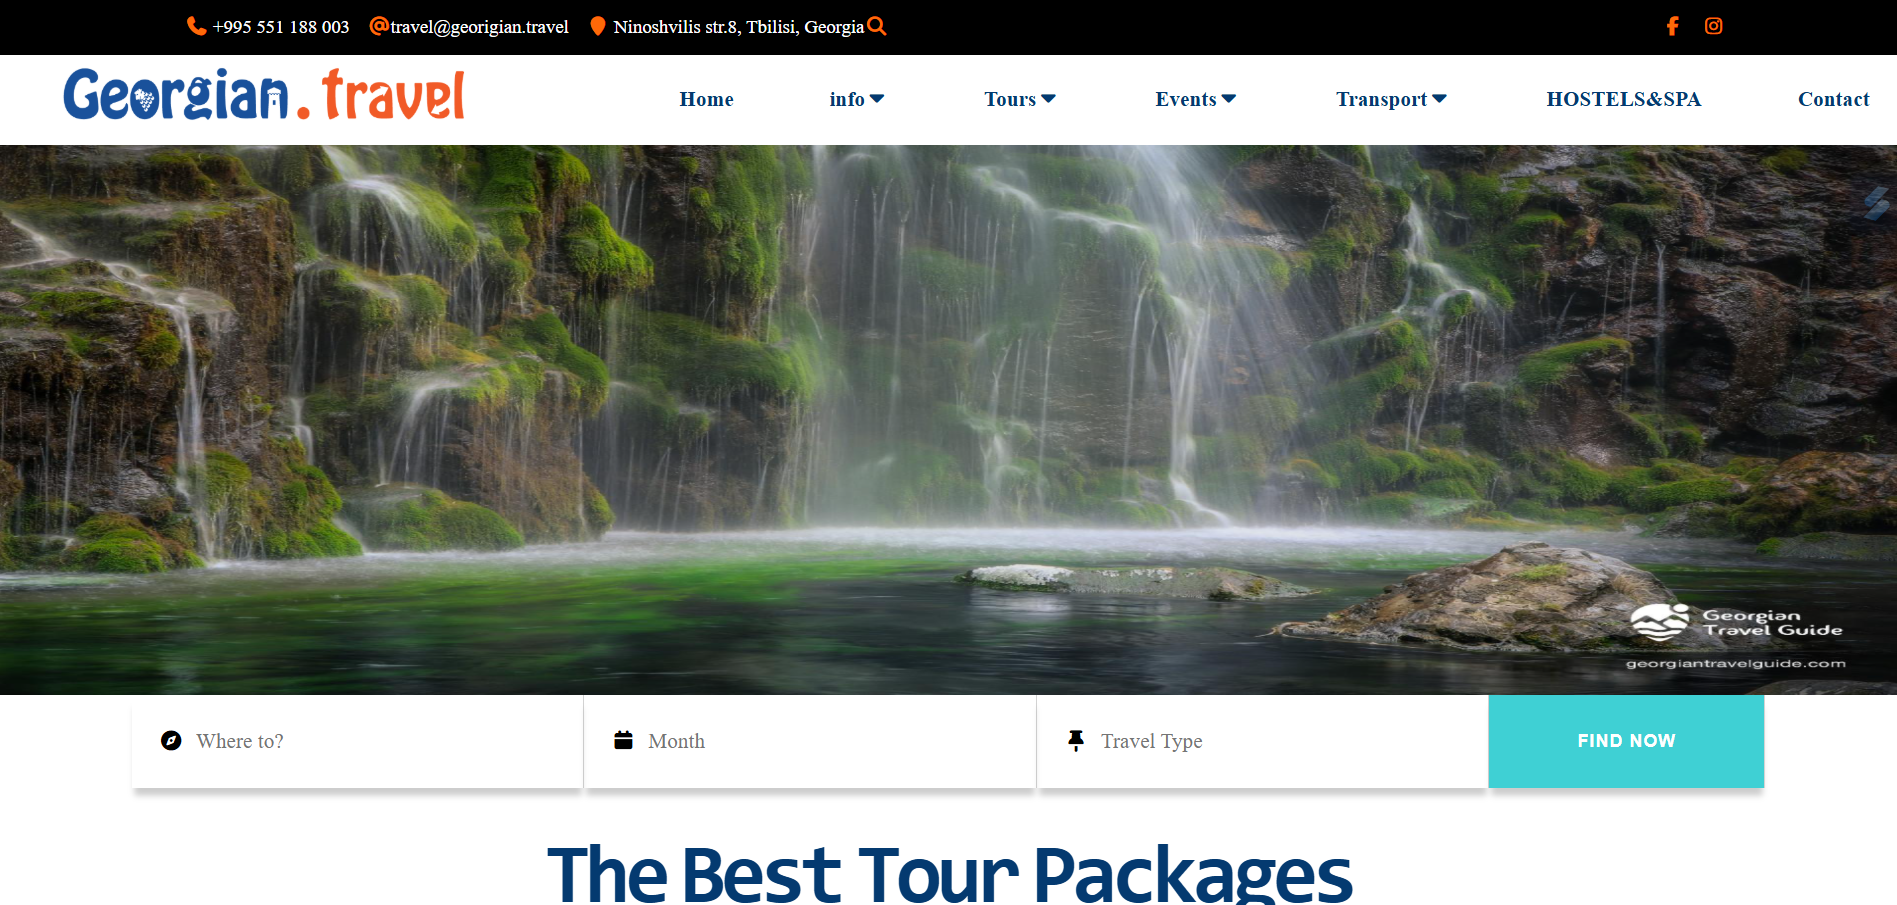 +995 551 188 003 travel@georigian.travel Ninoshvilis str.8, Tbilisi, Georgia
Georgian.travel
Home info Tours Events Transport HOSTELS&SPA Contact
Georgian
Travel Guide
georgiantravelguide.com
Where to? Month Travel Type FIND NOW
The Best Tour Packages